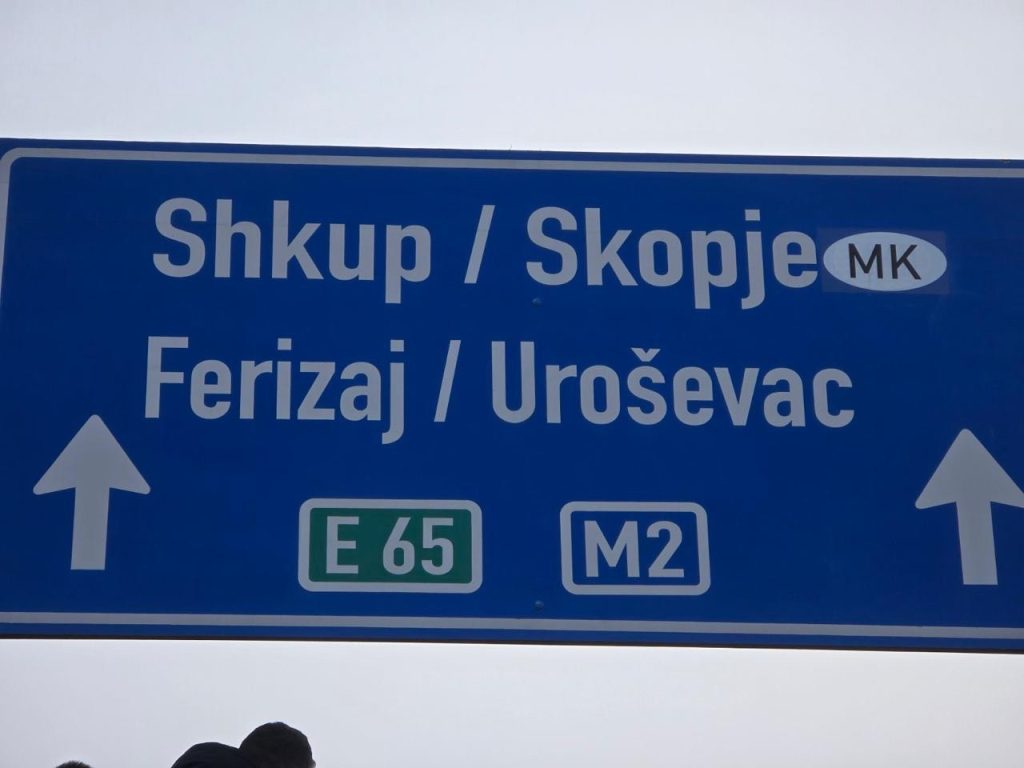 Shkup / Skopje MK
Ferizaj / Uroševac
E 65 M2